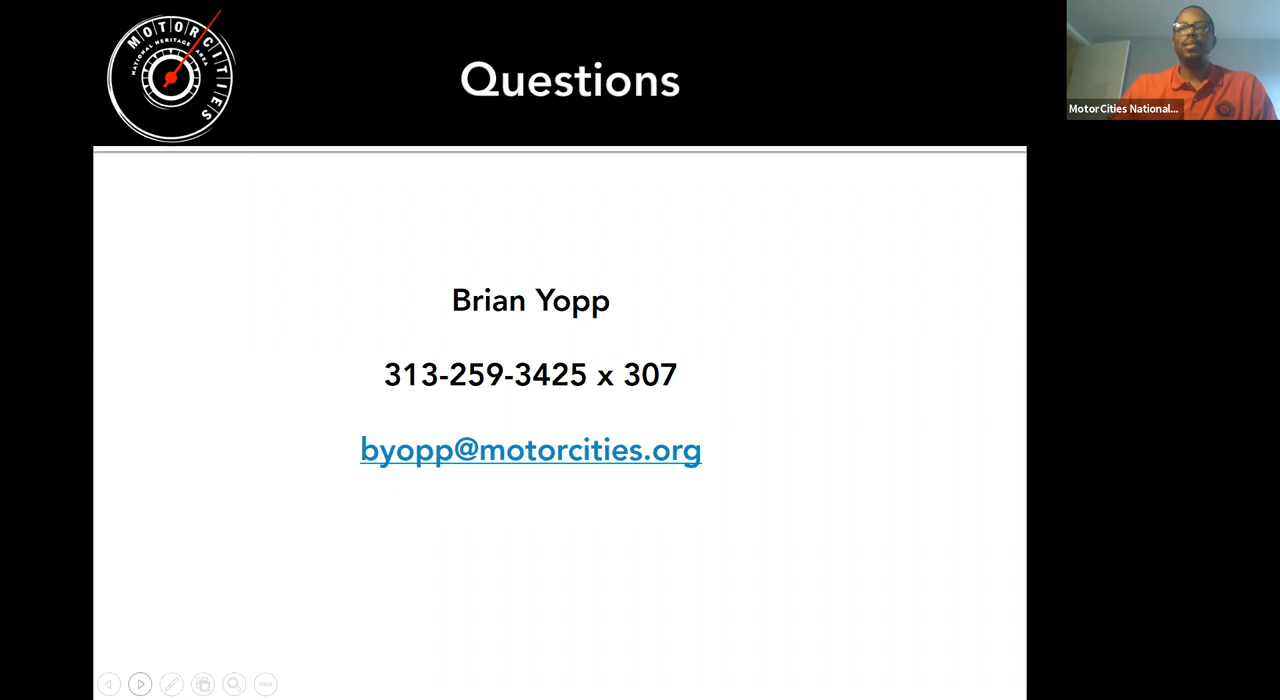 MOTORCITIES
NATIONAL HERITAGE AREA
Questions
MotorCities National...
Brian Yopp
313-259-3425 x 307
byopp@motorcities.org